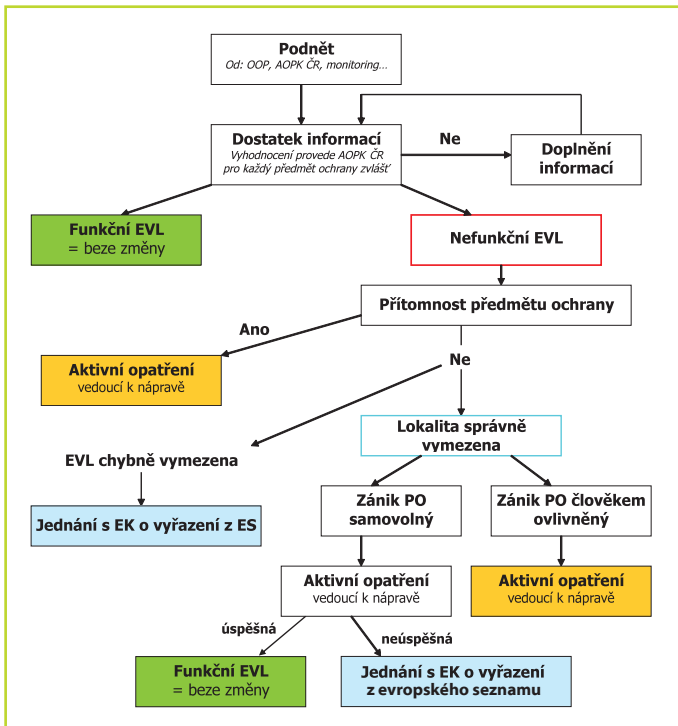 Podnět
Od: OOP, AOPK ČR, monitoring...
Dostatek informací
Vyhodnocení provede AOPK ČR
pro každý předmět ochrany zvlášť
Ne
Doplnění
informací
Funkční EVL
= beze změny
Nefunkční EVL
Přítomnost předmětu ochrany
Ano
Ne
Aktivní opatření
vedoucí k nápravě
Lokalita správně
vymezena
EVL chybně vymezena
Jednání s EK o vyřazení z ES
Zánik PO
samovolný
Zánik PO člověkem
ovlivněný
Aktivní opatření
vedoucí k nápravě
Aktivní opatření
vedoucí k nápravě
úspěšná
neúspěšná
Funkční EVL
= beze změny
Jednání s EK o vyřazení
z evropského seznamu